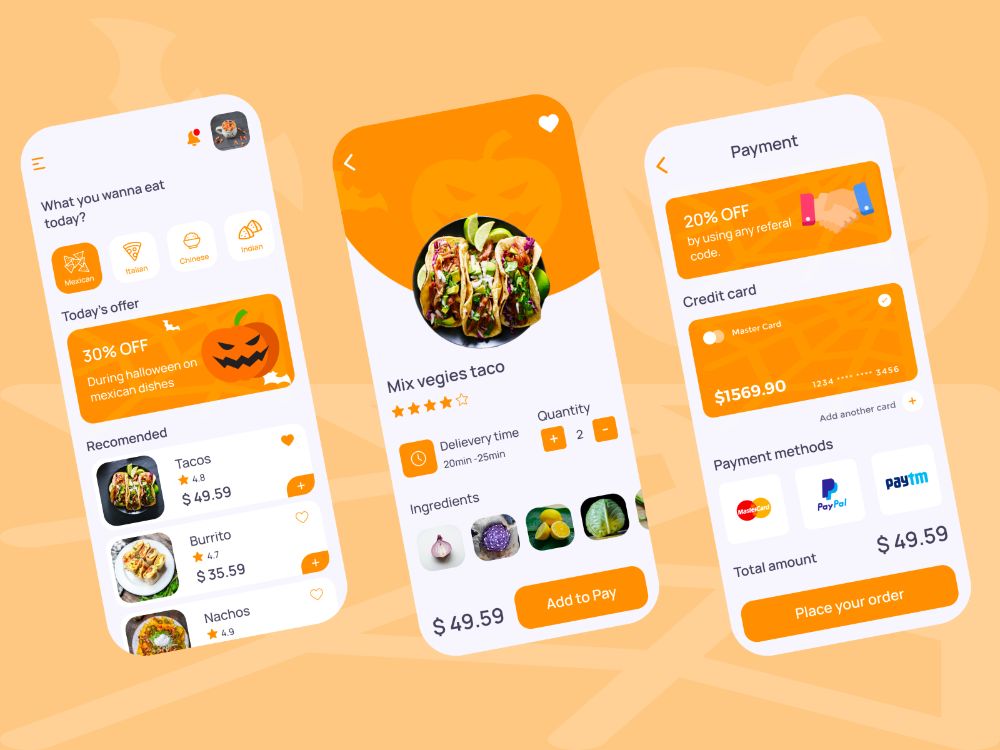 What you wanna eat
today?
Mexican
Italian
Chinese
Indian
Today's offer
30% OFF
During halloween on
mexican dishes
Recomended
Tacos
4.8
$ 49.59
+
Burrito
4.7
$ 35.59
+
Nachos
4.9
Mix vegies taco
Delievery time
20min -25min
Quantity
+ 2 -
Ingredients
$ 49.59
Add to Pay
Payment
20% OFF
by using any referal
code.
Credit card
Master Card
$1569.90
1234 **** **** 3456
Add another card +
Payment methods
MasterCard
PayPal
paytm
Total amount
$ 49.59
Place your order